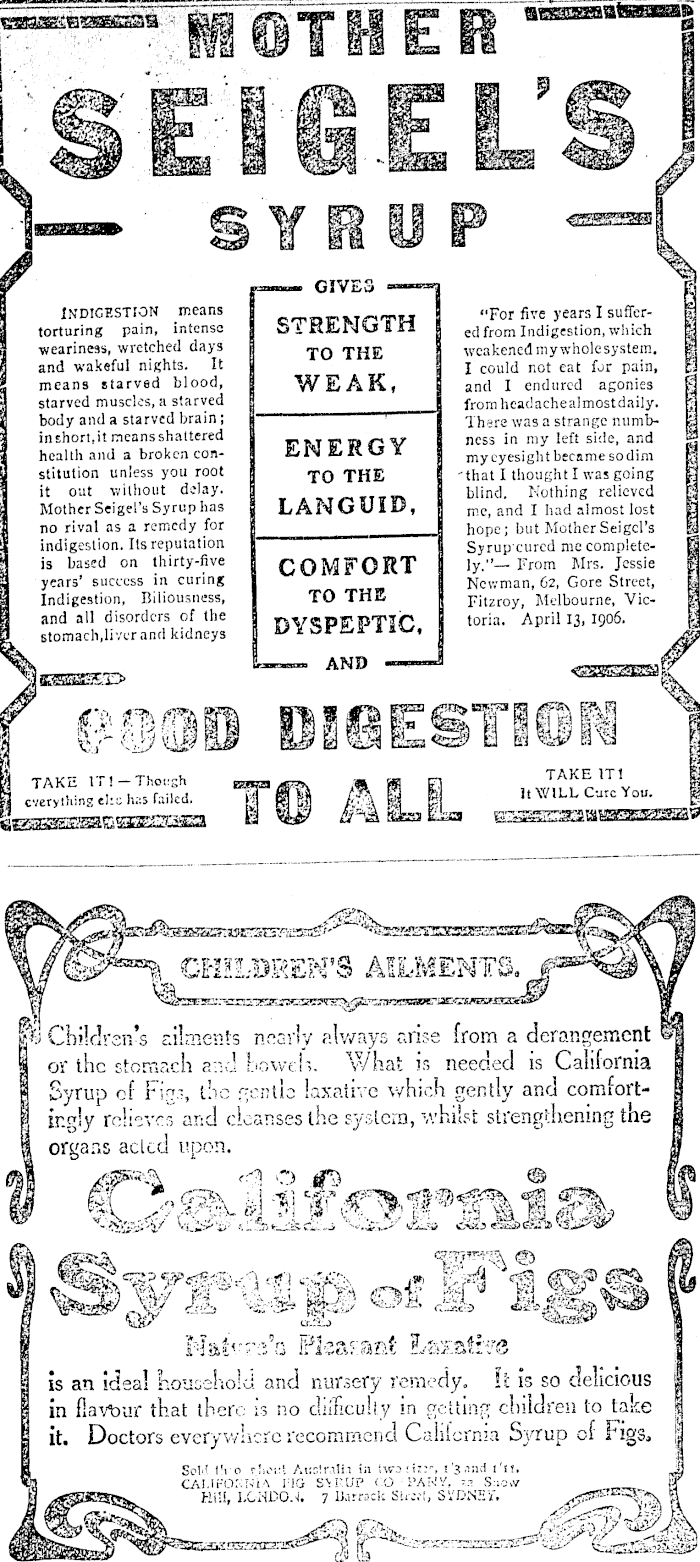 MOTHER
SEIGEL'S
SYRUP
INDIGESTION means
torturing pain, intense
weariness, wretched days
and wakeful nights. It
means starved blood,
starved muscles, a starved
body and a starved brain;
in short, it means shattered
health and a broken con-
stitution unless you root
it out without delay.
Mother Seigel's Syrup has
no rival as a remedy for
indigestion. Its reputation
is based on thirty-five
years' success in curing
Indigestion, Biliousness,
and all disorders of the
stomach, liver and kidneys
GIVES
STRENGTH
TO THE
WEAK,
ENERGY
TO THE
LANGUID,
COMFORT
TO THE
DYSPEPTIC,
AND
"For five years I suffer-
ed from Indigestion, which
weakened my whole system.
I could not eat for pain,
and I endured agonies
from headache almost daily.
There was a strange numb-
ness in my left side, and
my eyesight became so dim
that I thought I was going
blind. Nothing relieved
me, and I had almost lost
hope; but Mother Seigel's
Syrup cured me complete-
ly."— From Mrs. Jessie
Newman, 62, Gore Street,
Fitzroy, Melbourne, Vic-
toria. April 13, 1906.
GOOD DIGESTION
TO ALL
TAKE IT! — Though
everything else has failed.
TAKE IT!
It WILL Cure You.
CHILDREN'S AILMENTS.
Children's ailments nearly always arise from a derangement
or the stomach and bowels. What is needed is California
Syrup of Figs, the gentle laxative which gently and comfort-
ingly relieves and cleanses the system, whilst strengthening the
organs acted upon.
California
Syrup of Figs
Nature's Pleasant Laxative
is an ideal household and nursery remedy. It is so delicious
in flavour that there is no difficulty in getting children to take
it. Doctors everywhere recommend California Syrup of Figs.
Sold Australia in two sizes, 1/3 and
CALIFORNIA FIG SYRUP Snow
Hill, LONDON. 7 Barrack Street, SYDNEY.